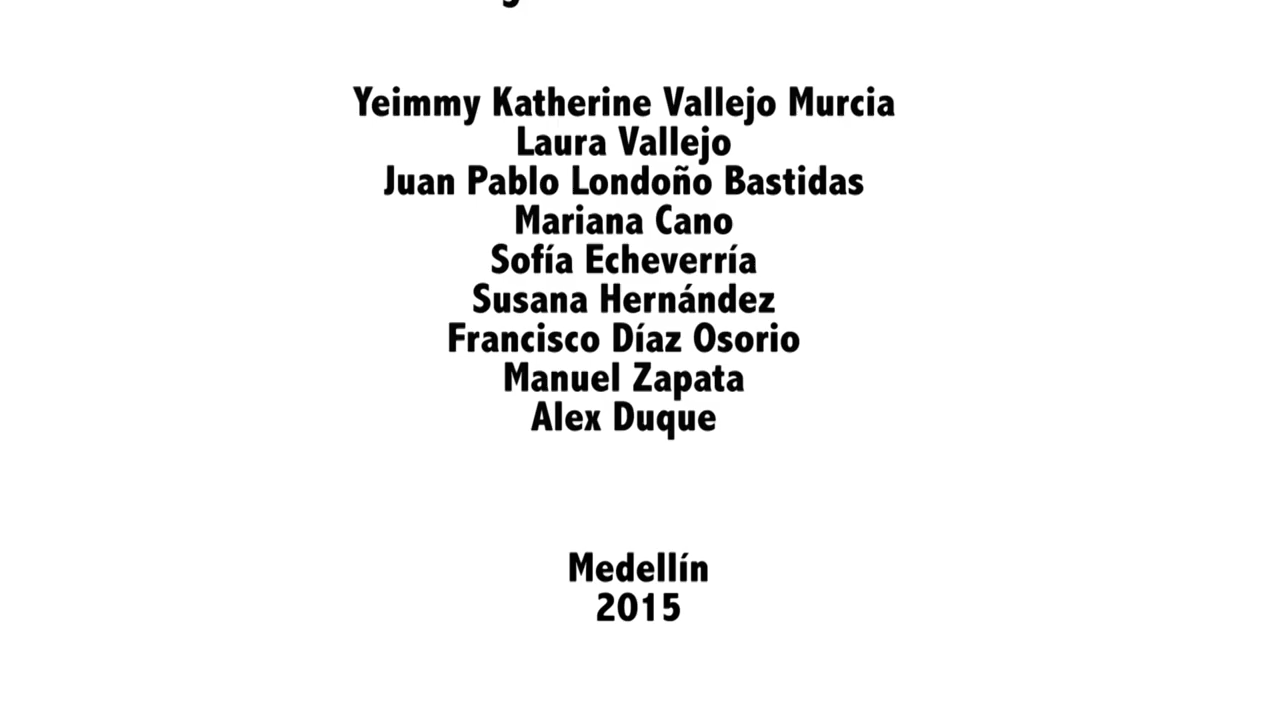 Yeimmy Katherine Vallejo Murcia
Laura Vallejo
Juan Pablo Londoño Bastidas
Mariana Cano
Sofía Echeverría
Susana Hernández
Francisco Díaz Osorio
Manuel Zapata
Alex Duque
Medellín
2015